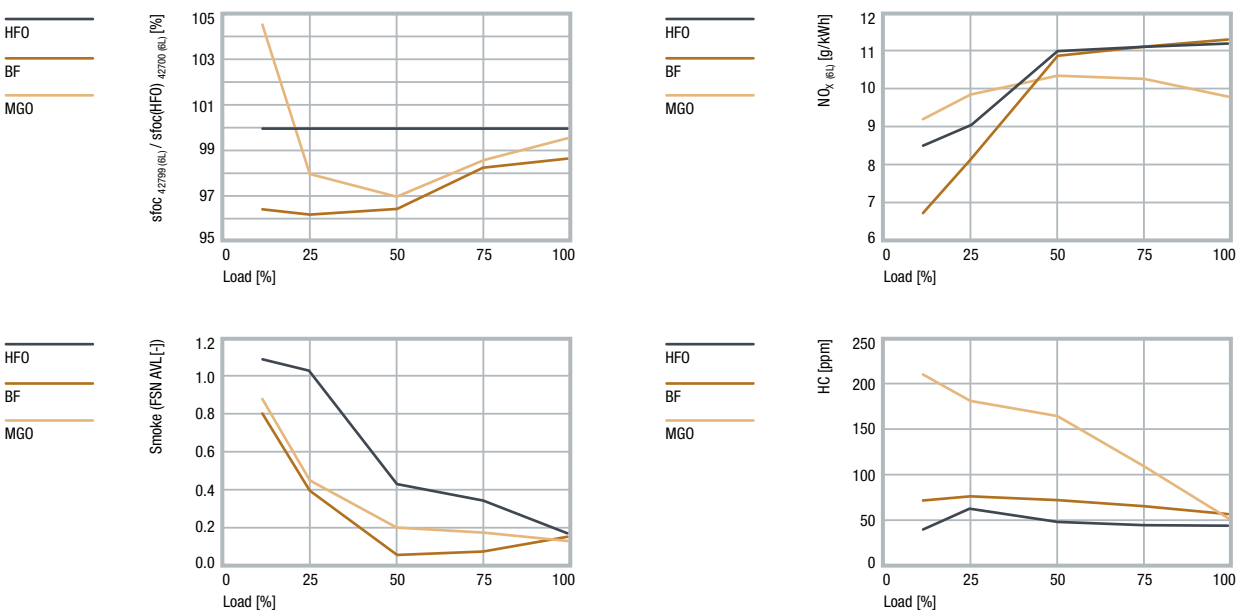 HFO
BF
MGO
sfoc 42799 (6L) / sfoc(HFO) 42700 (6L) [%]
105
103
101
99
97
95
0 25 50 75 100
Load [%]
HFO
BF
MGO
NOX (6L) [g/kWh]
12
11
10
9
8
7
6
0 25 50 75 100
Load [%]
HFO
BF
MGO
Smoke (FSN AVL[-])
1.2
1.0
0.8
0.6
0.4
0.2
0.0
0 25 50 75 100
Load [%]
HFO
BF
MGO
HC [ppm]
250
200
150
100
50
0
0 25 50 75 100
Load [%]